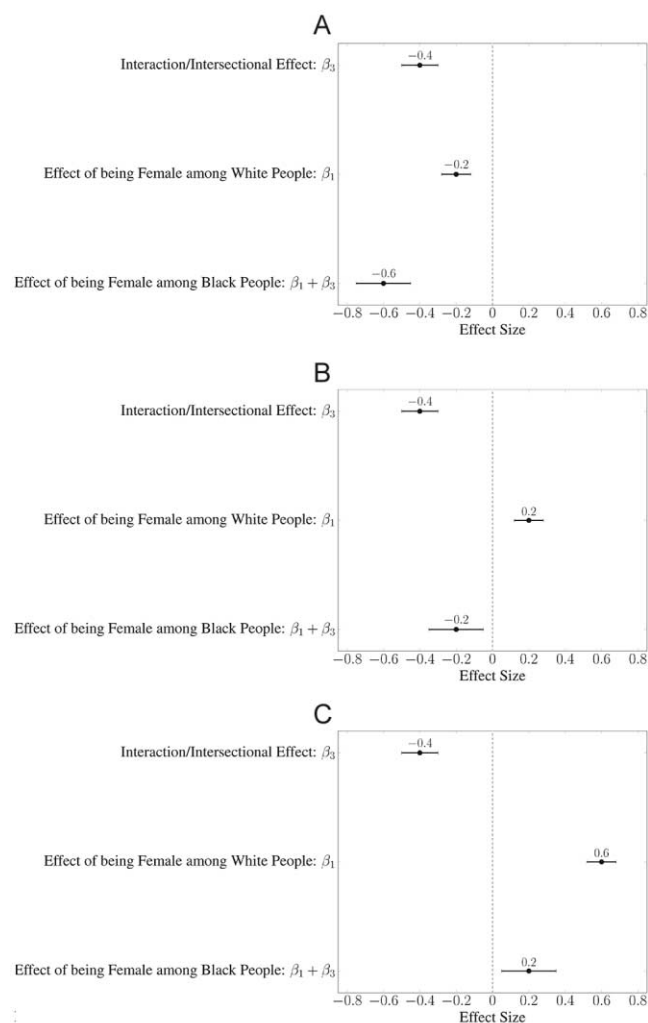 A
−0.4
Interaction/Intersectional Effect: β₃
−0.2
Effect of being Female among White People: β₁
−0.6
Effect of being Female among Black People: β₁ + β₃
−0.8 −0.6 −0.4 −0.2 0 0.2 0.4 0.6 0.8
Effect Size
B
−0.4
Interaction/Intersectional Effect: β₃
0.2
Effect of being Female among White People: β₁
−0.2
Effect of being Female among Black People: β₁ + β₃
−0.8 −0.6 −0.4 −0.2 0 0.2 0.4 0.6 0.8
Effect Size
C
−0.4
Interaction/Intersectional Effect: β₃
0.6
Effect of being Female among White People: β₁
0.2
Effect of being Female among Black People: β₁ + β₃
−0.8 −0.6 −0.4 −0.2 0 0.2 0.4 0.6 0.8
Effect Size